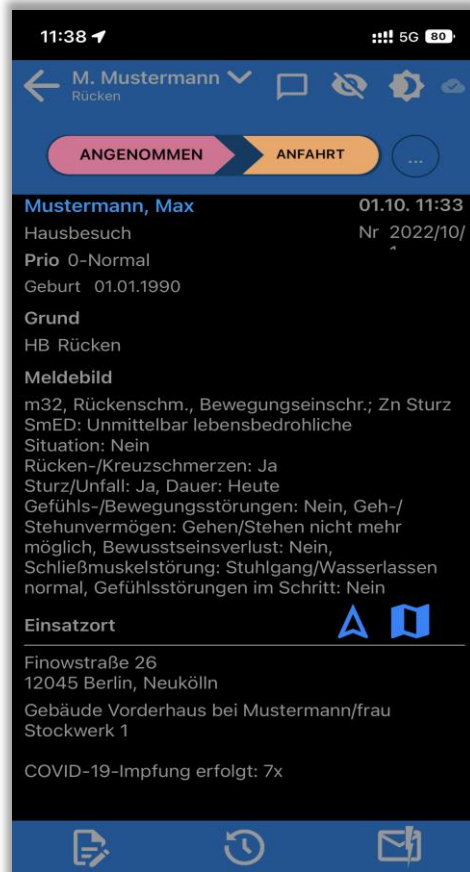 11:38
5G 80
M. Mustermann
Rücken
ANGENOMMEN
ANFAHRT
...
Mustermann, Max 01.10. 11:33
Hausbesuch Nr 2022/10/
Prio 0-Normal
Geburt 01.01.1990
Grund
HB Rücken
Meldebild
m32, Rückenschm., Bewegungseinschr.; Zn Sturz
SmED: Unmittelbar lebensbedrohliche
Situation: Nein
Rücken-/Kreuzschmerzen: Ja
Sturz/Unfall: Ja, Dauer: Heute
Gefühls-/Bewegungsstörungen: Nein, Geh-/
Stehunvermögen: Gehen/Stehen nicht mehr
möglich, Bewusstseinsverlust: Nein,
Schließmuskelstörung: Stuhlgang/Wasserlassen
normal, Gefühlsstörungen im Schritt: Nein
Einsatzort
Finowstraße 26
12045 Berlin, Neukölln
Gebäude Vorderhaus bei Mustermann/frau
Stockwerk 1
COVID-19-Impfung erfolgt: 7x